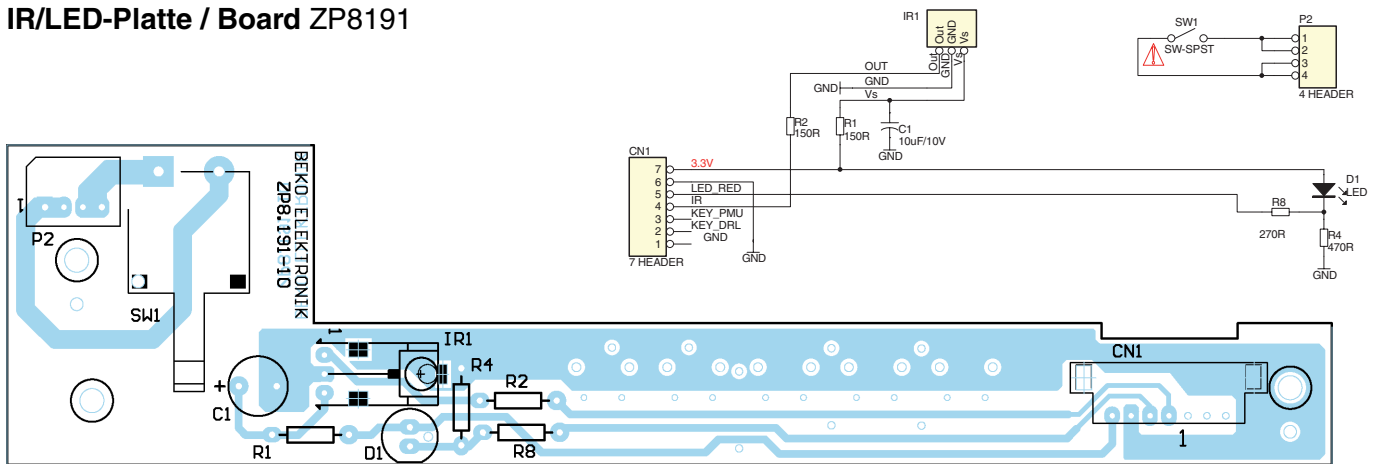 IR/LED-Platte / Board ZP8191
IR1
Out
GND
Vs
Out
GND
Vs
OUT
GND
GND
Vs
R2
150R
R1
150R
C1
10uF/10V
GND
SW1
SW-SPST
P2
1
2
3
4
4 HEADER
CN1
7
6
5
4
3
2
1
7 HEADER
3.3V
LED_RED
IR
KEY_PMU
KEY_DRL
GND
GND
D1
LED
R8
270R
R4
470R
GND
BEKO ELEKTRONIK
ZP8.191-10
1
P2
SW1
1
IR1
R4
+
C1
R2
R1
D1
R8
CN1
1